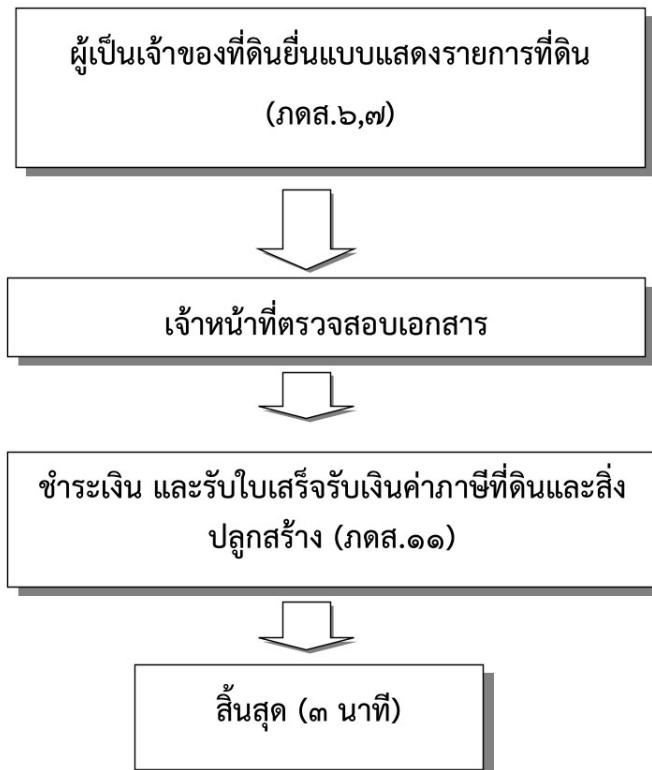 ผู้เป็นเจ้าของที่ดินยื่นแบบแสดงรายการที่ดิน
(ภดส.๖,๗)
เจ้าหน้าที่ตรวจสอบเอกสาร
ชำระเงิน และรับใบเสร็จรับเงินค่าภาษีที่ดินและสิ่ง
ปลูกสร้าง (ภดส.๑๑)
สิ้นสุด (๓ นาที)